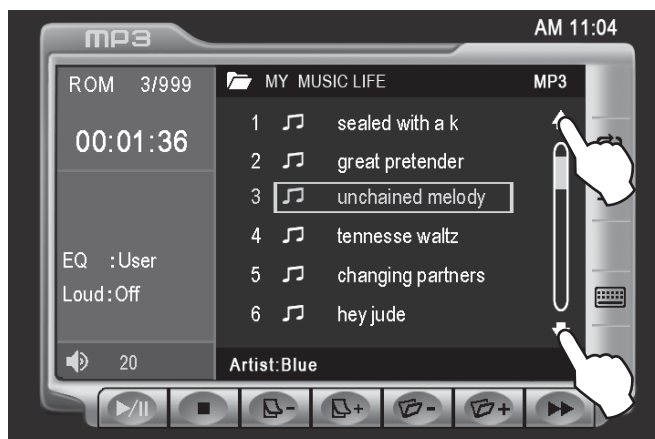 AM 11:04
MP3
ROM 3/999
MY MUSIC LIFE MP3
00:01:36
1 sealed with a k
2 great pretender
3 unchained melody
4 tennesse waltz
5 changing partners
6 hey jude
EQ :User
Loud:Off
20
Artist:Blue